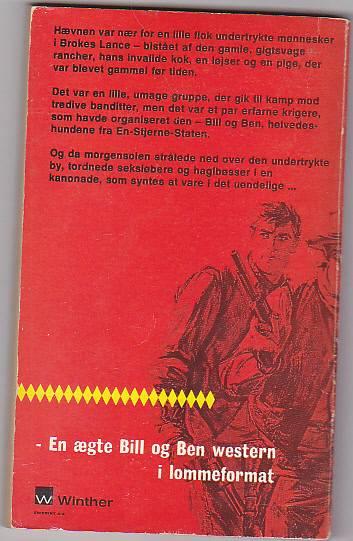 Hævnen var nær for en lille flok undertrykte mennesker
i Brokes Lance – bistået af den gamle, gigtsvage
rancher, hans invalide kok, en løjser og en pige, der
var blevet gammel før tiden.
Det var en lille, umage gruppe, der gik til kamp mod
tredive banditter, men det var et par erfarne krigere,
som havde organiseret den – Bill og Ben, helvedes-
hundene fra En-Stjerne-Staten.
Og da morgensolen strålede ned over den undertrykte
by, tordnede seksløbere og haglbøsser i en
kanonade, som syntes at vare i det uendelige ...
- En ægte Bill og Ben western
i lommeformat
W Winther